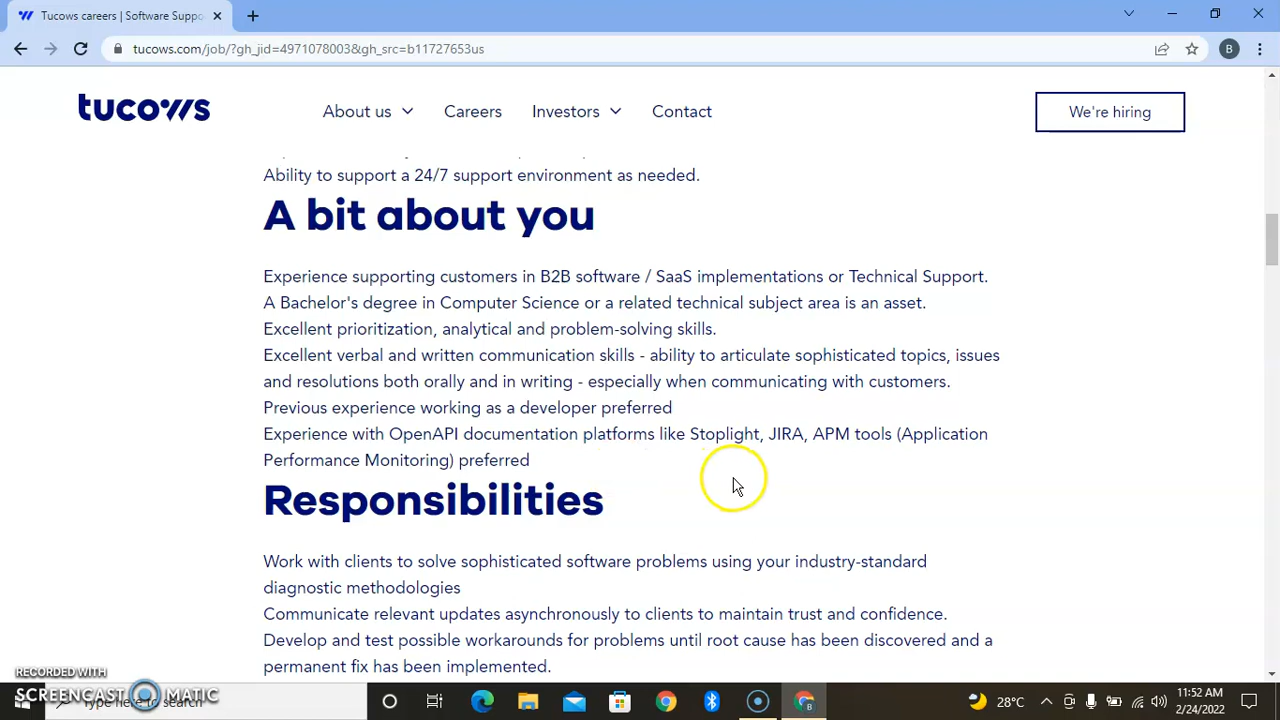 Tucows careers | Software Suppo
tucows.com/job/?gh_jid=4971078003&gh_src=b11727653us
B
tucows
About us
Careers
Investors
Contact
We're hiring
Ability to support a 24/7 support environment as needed.
A bit about you
Experience supporting customers in B2B software / SaaS implementations or Technical Support.
A Bachelor's degree in Computer Science or a related technical subject area is an asset.
Excellent prioritization, analytical and problem-solving skills.
Excellent verbal and written communication skills - ability to articulate sophisticated topics, issues
and resolutions both orally and in writing - especially when communicating with customers.
Previous experience working as a developer preferred
Experience with OpenAPI documentation platforms like Stoplight, JIRA, APM tools (Application
Performance Monitoring) preferred
Responsibilities
Work with clients to solve sophisticated software problems using your industry-standard
diagnostic methodologies
Communicate relevant updates asynchronously to clients to maintain trust and confidence.
Develop and test possible workarounds for problems until root cause has been discovered and a
permanent fix has been implemented.
RECORDED WITH
SCREENCAST MATIC
Type here to search
28°C
11:52 AM
2/24/2022